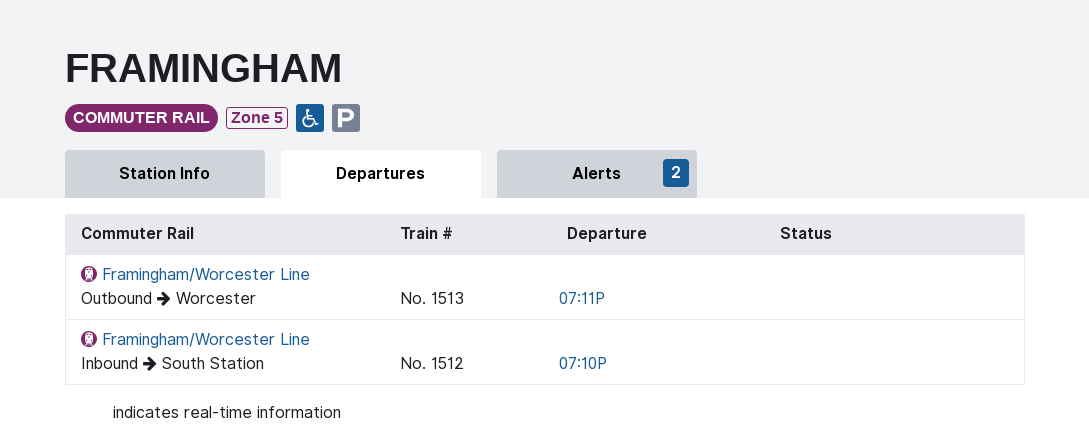 FRAMINGHAM
COMMUTER RAIL Zone 5 P
Station Info Departures Alerts 2
Commuter Rail Train # Departure Status
Framingham/Worcester Line
Outbound → Worcester No. 1513 07:11P
Framingham/Worcester Line
Inbound → South Station No. 1512 07:10P
indicates real-time information